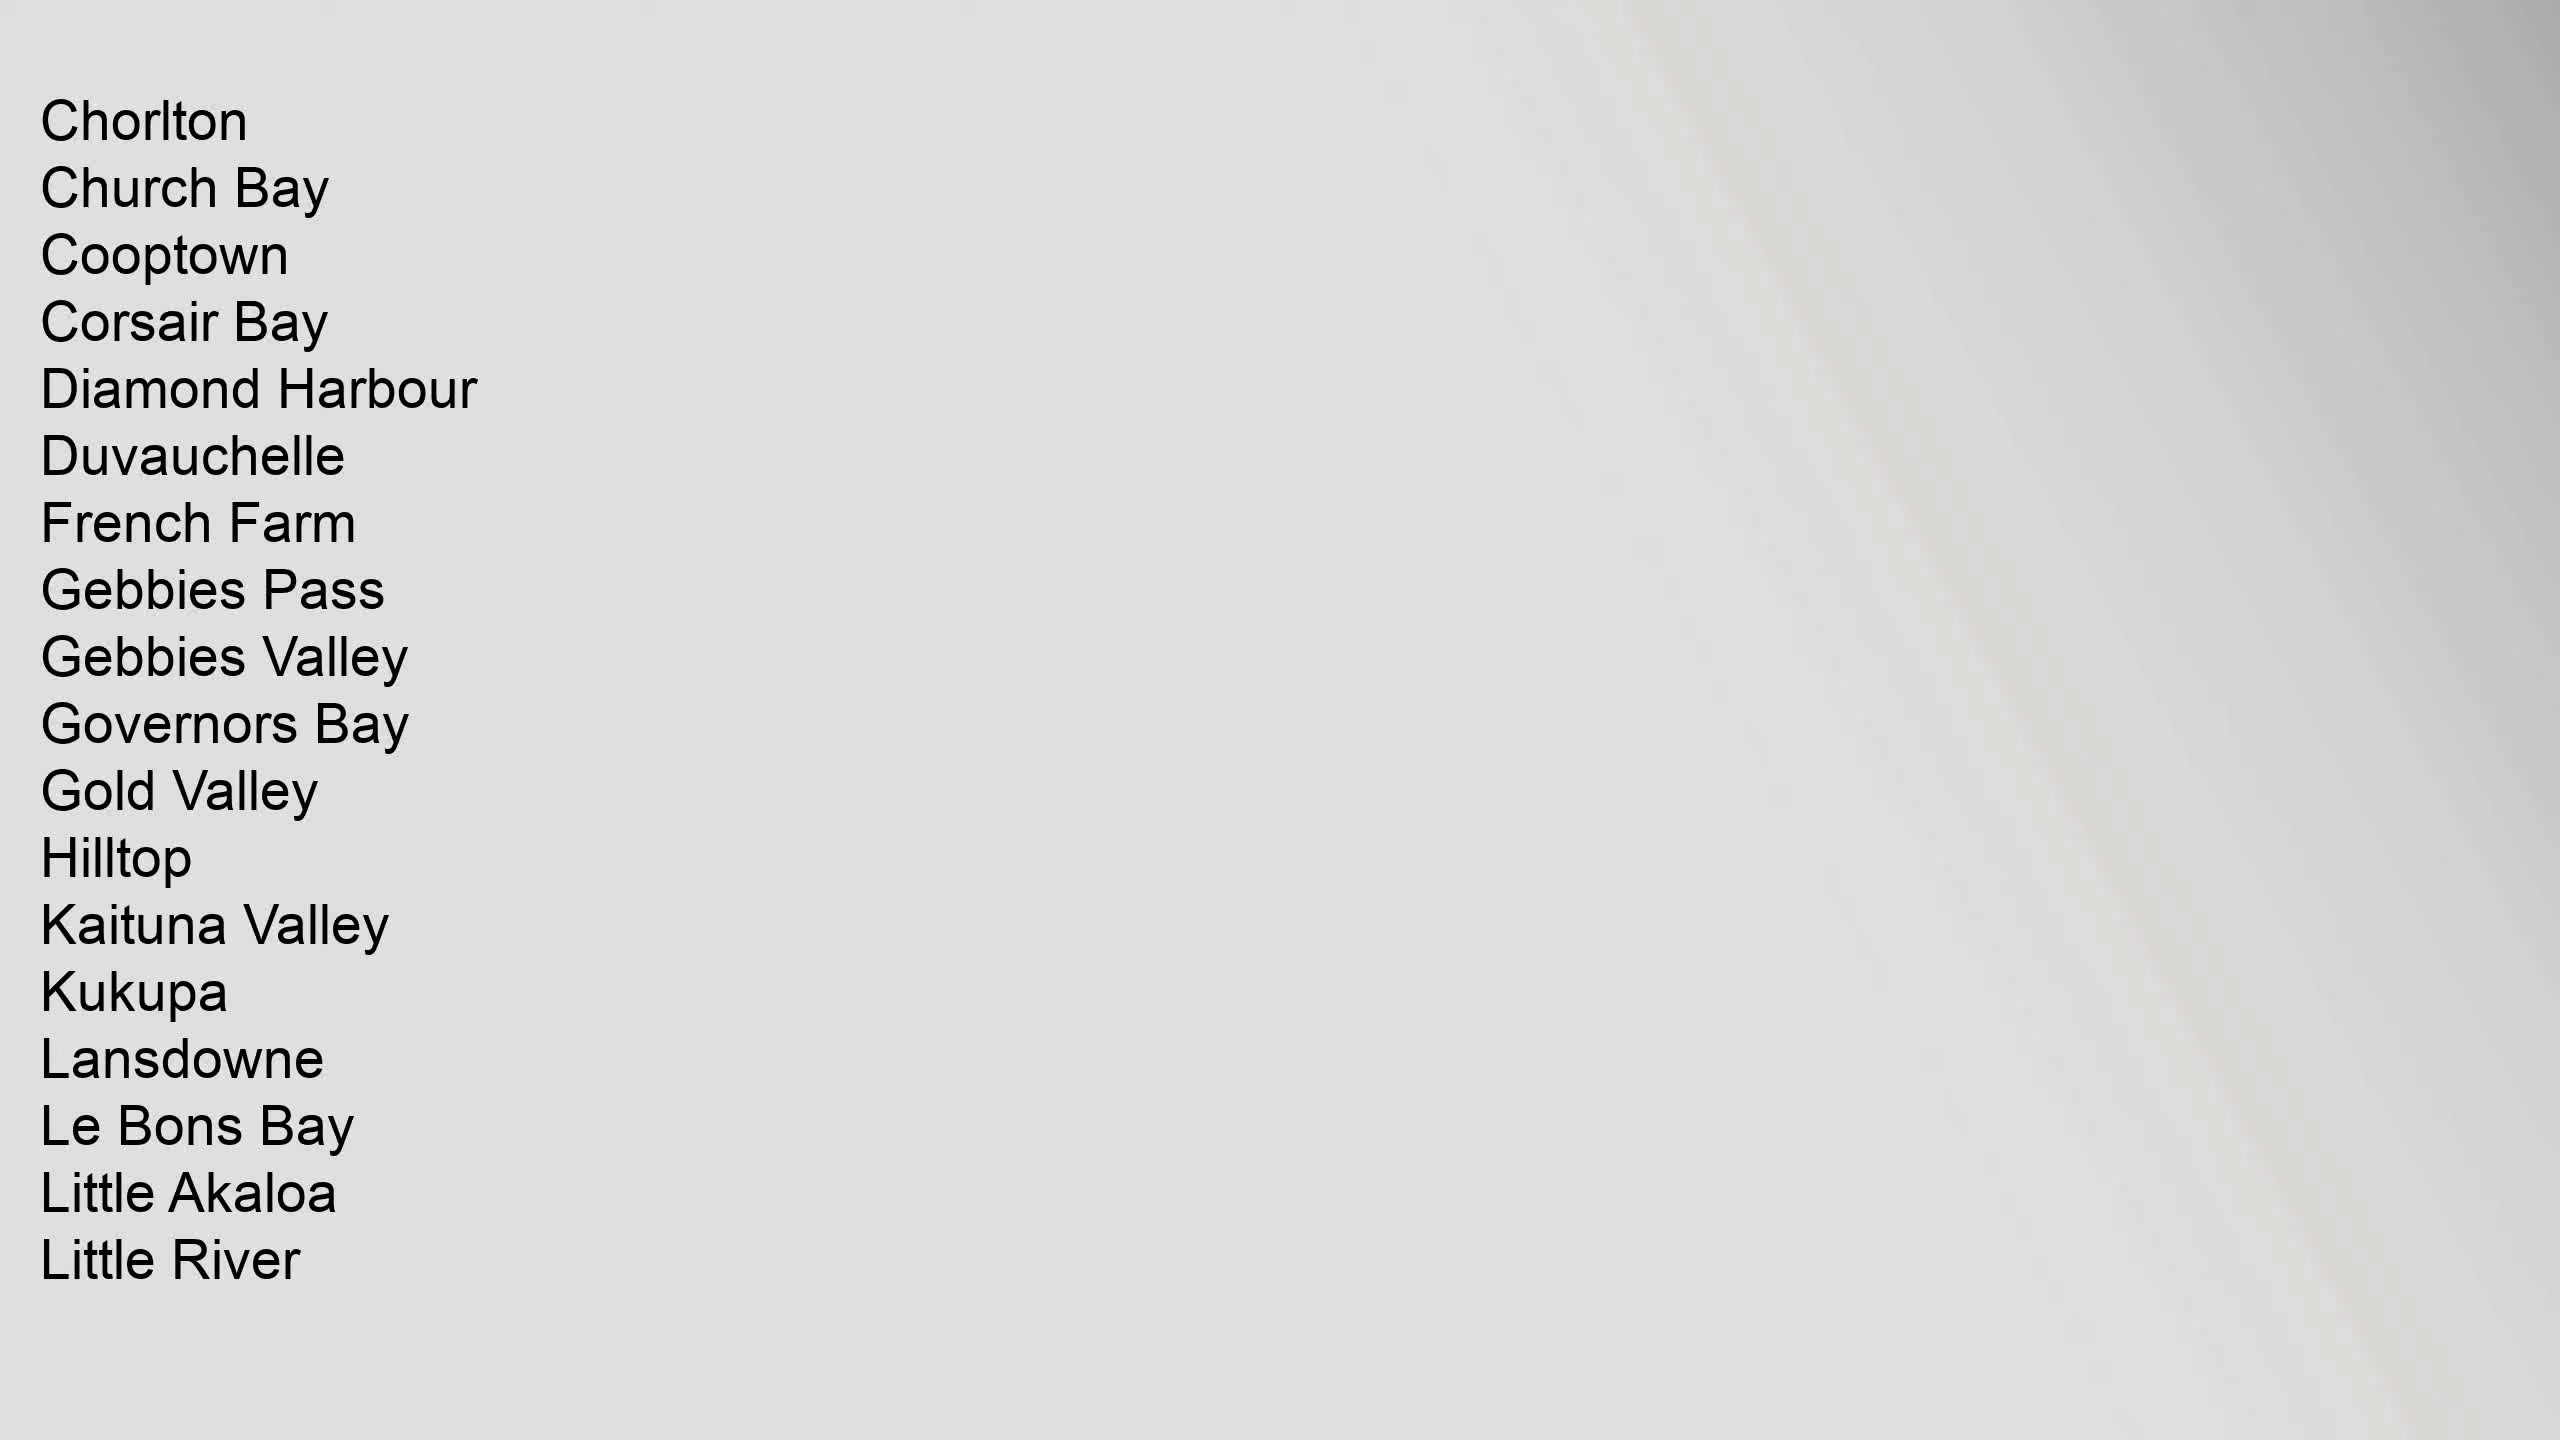 Chorlton
Church Bay
Cooptown
Corsair Bay
Diamond Harbour
Duvauchelle
French Farm
Gebbies Pass
Gebbies Valley
Governors Bay
Gold Valley
Hilltop
Kaituna Valley
Kukupa
Lansdowne
Le Bons Bay
Little Akaloa
Little River